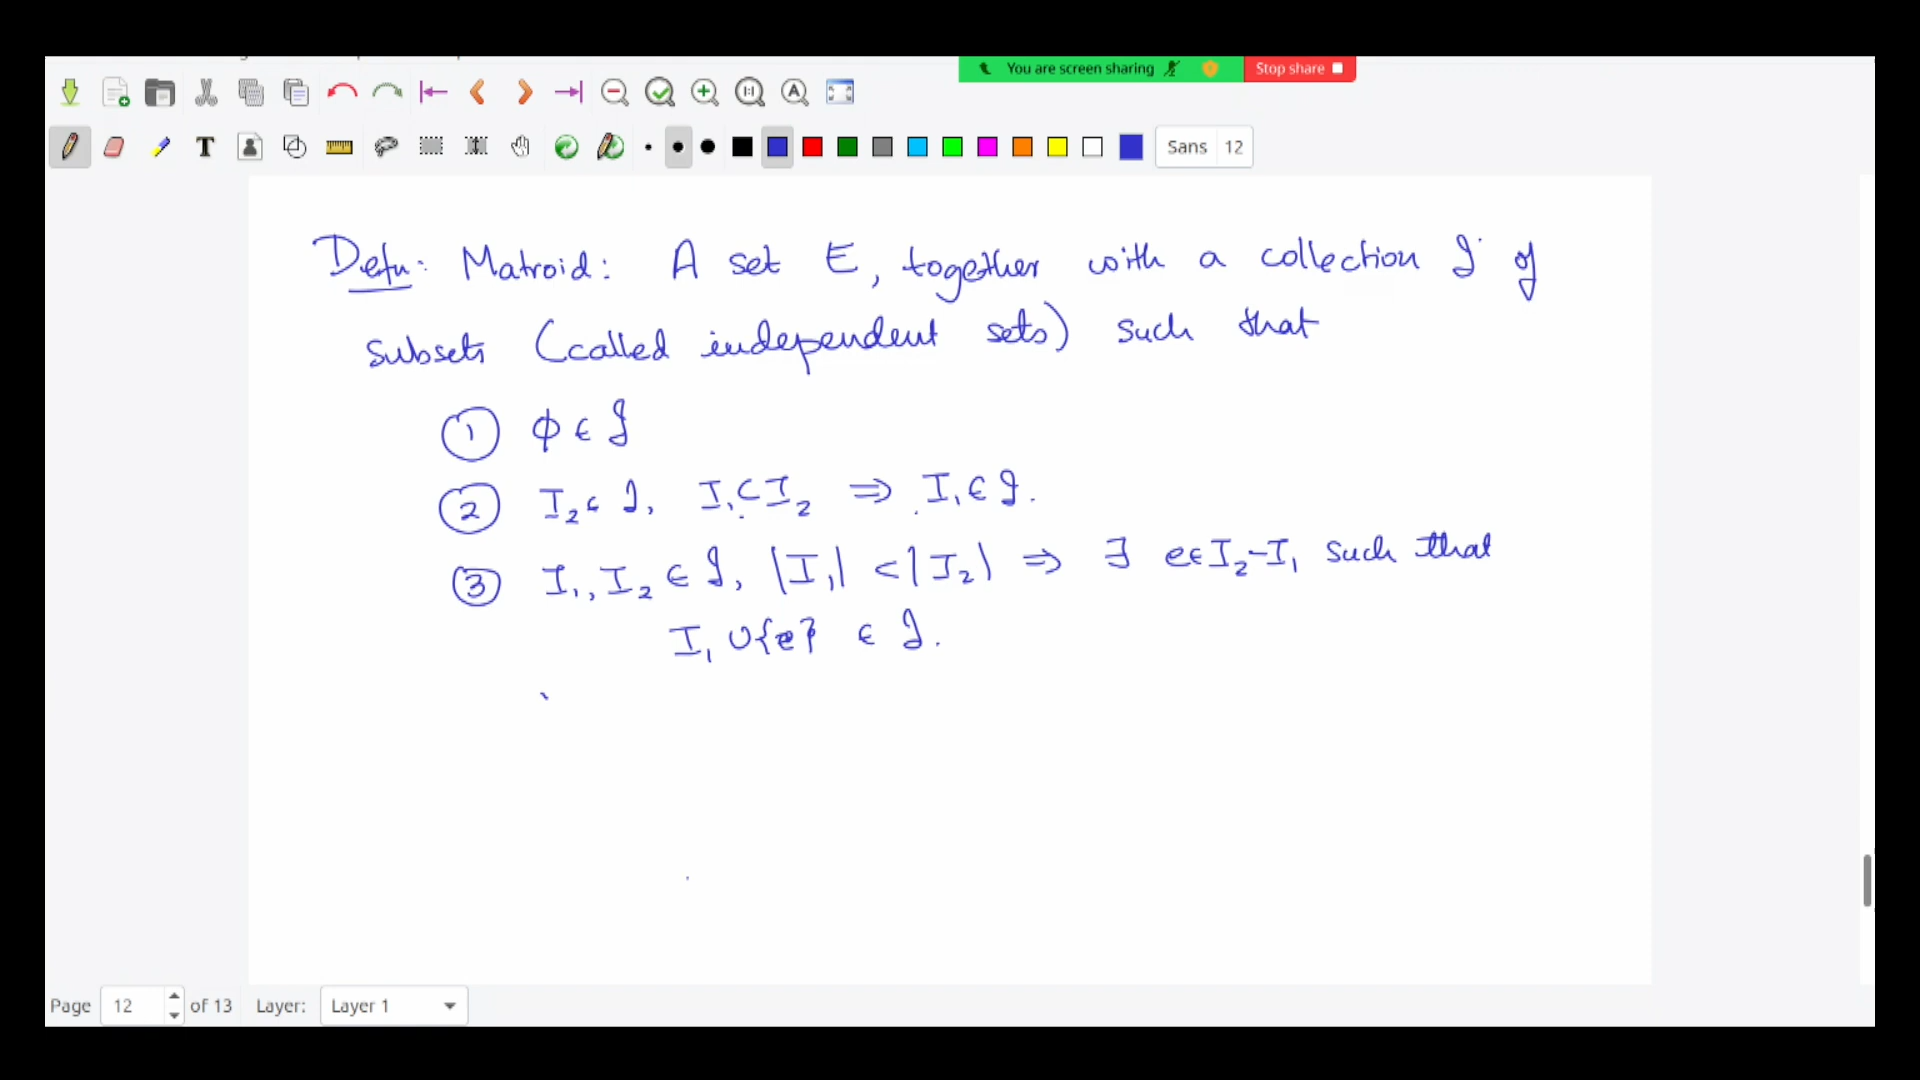 You are screen sharing Stop share
T Sans 12
Defn: Matroid: A set E, together with a collection ℐ of
subsets (called independent sets) such that
① ϕ ∈ ℐ
② I₂ ∈ ℐ, I₁ ⊂ I₂ ⇒ I₁ ∈ ℐ.
③ I₁, I₂ ∈ ℐ, |I₁| < |I₂| ⇒ ∃ e∈I₂-I₁ such that
I₁ ∪{e} ∈ ℐ.
Page 12 of 13 Layer: Layer 1